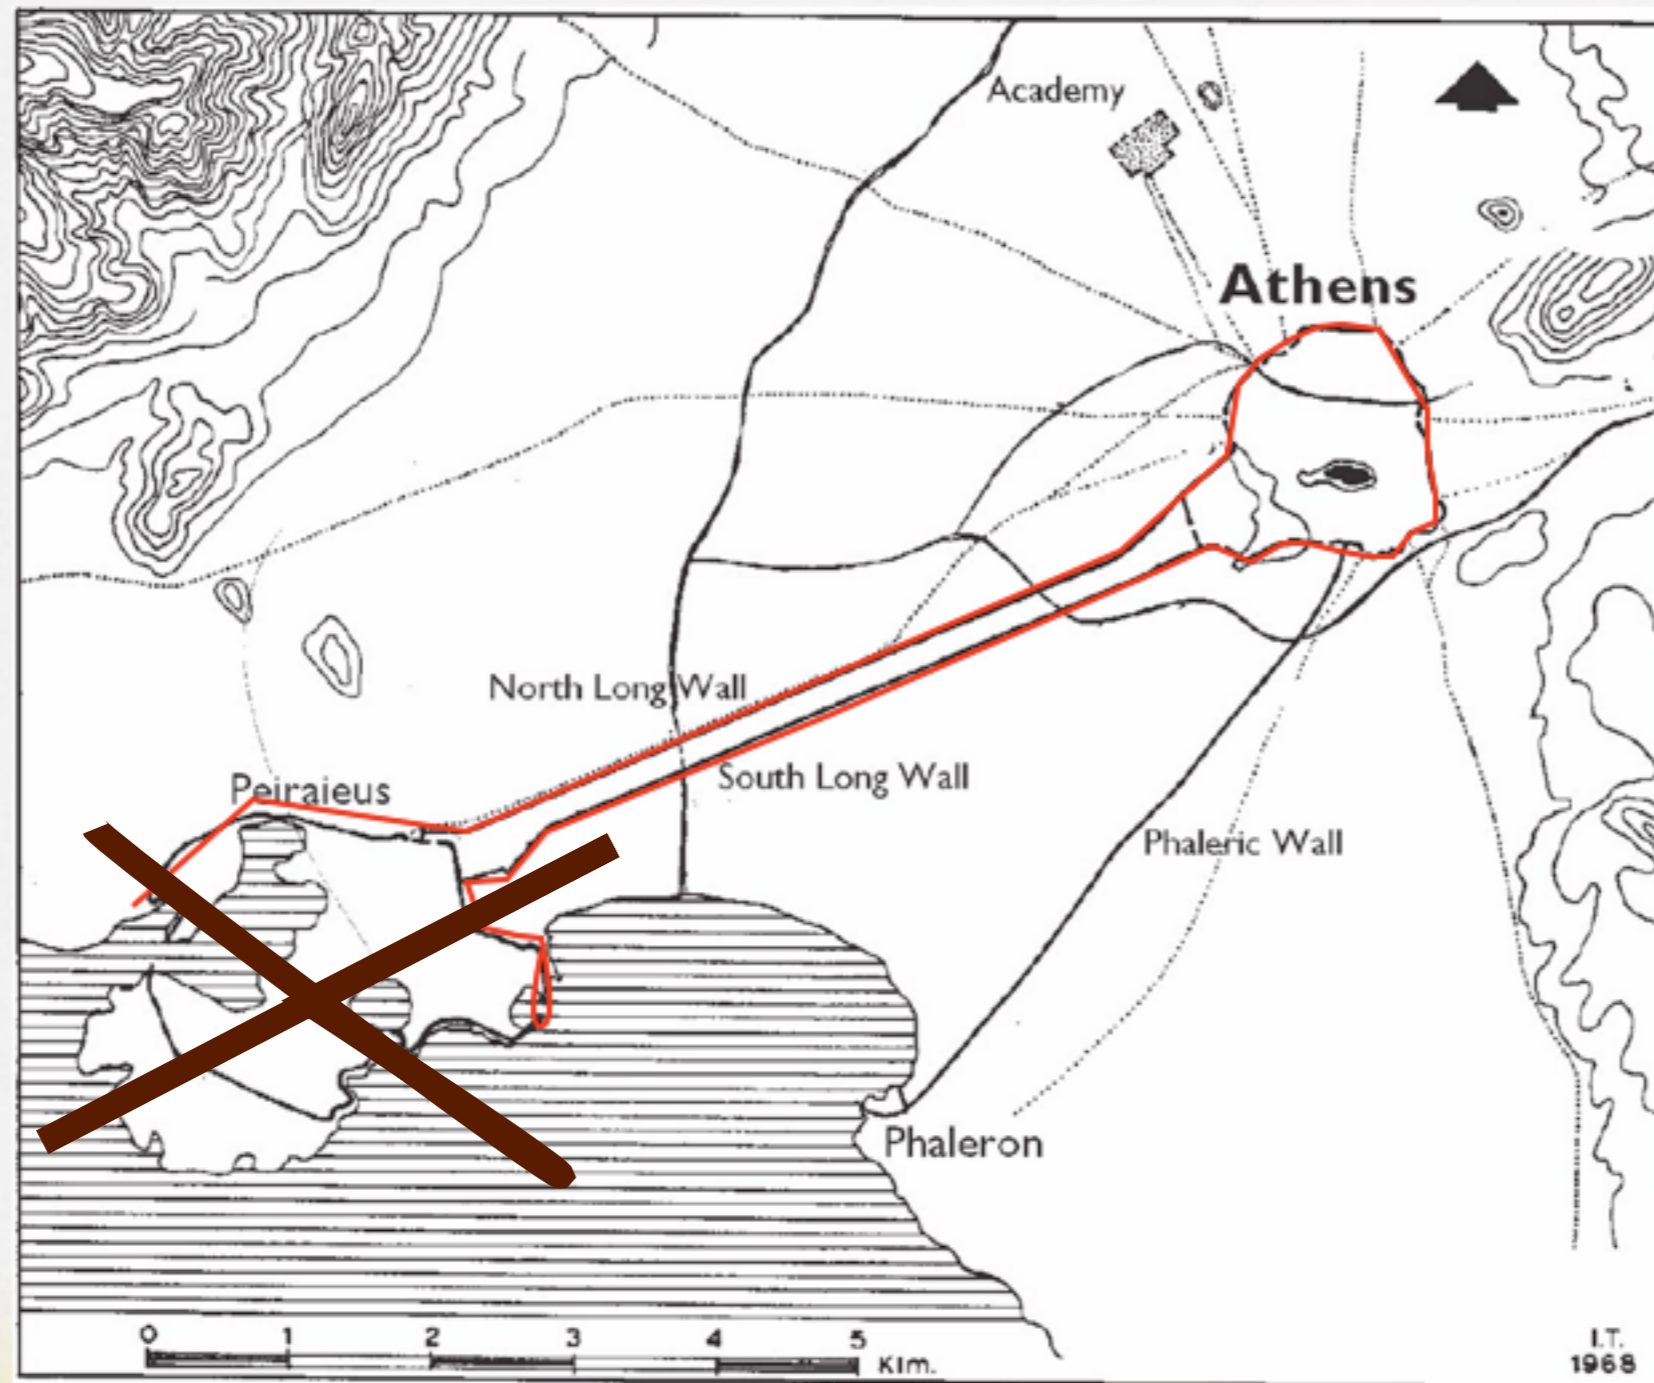 Academy
Athens
North Long Wall
Peiraieus
South Long Wall
Phaleric Wall
Phaleron
0 1 2 3 4 5 Klm.
I.T.
1968